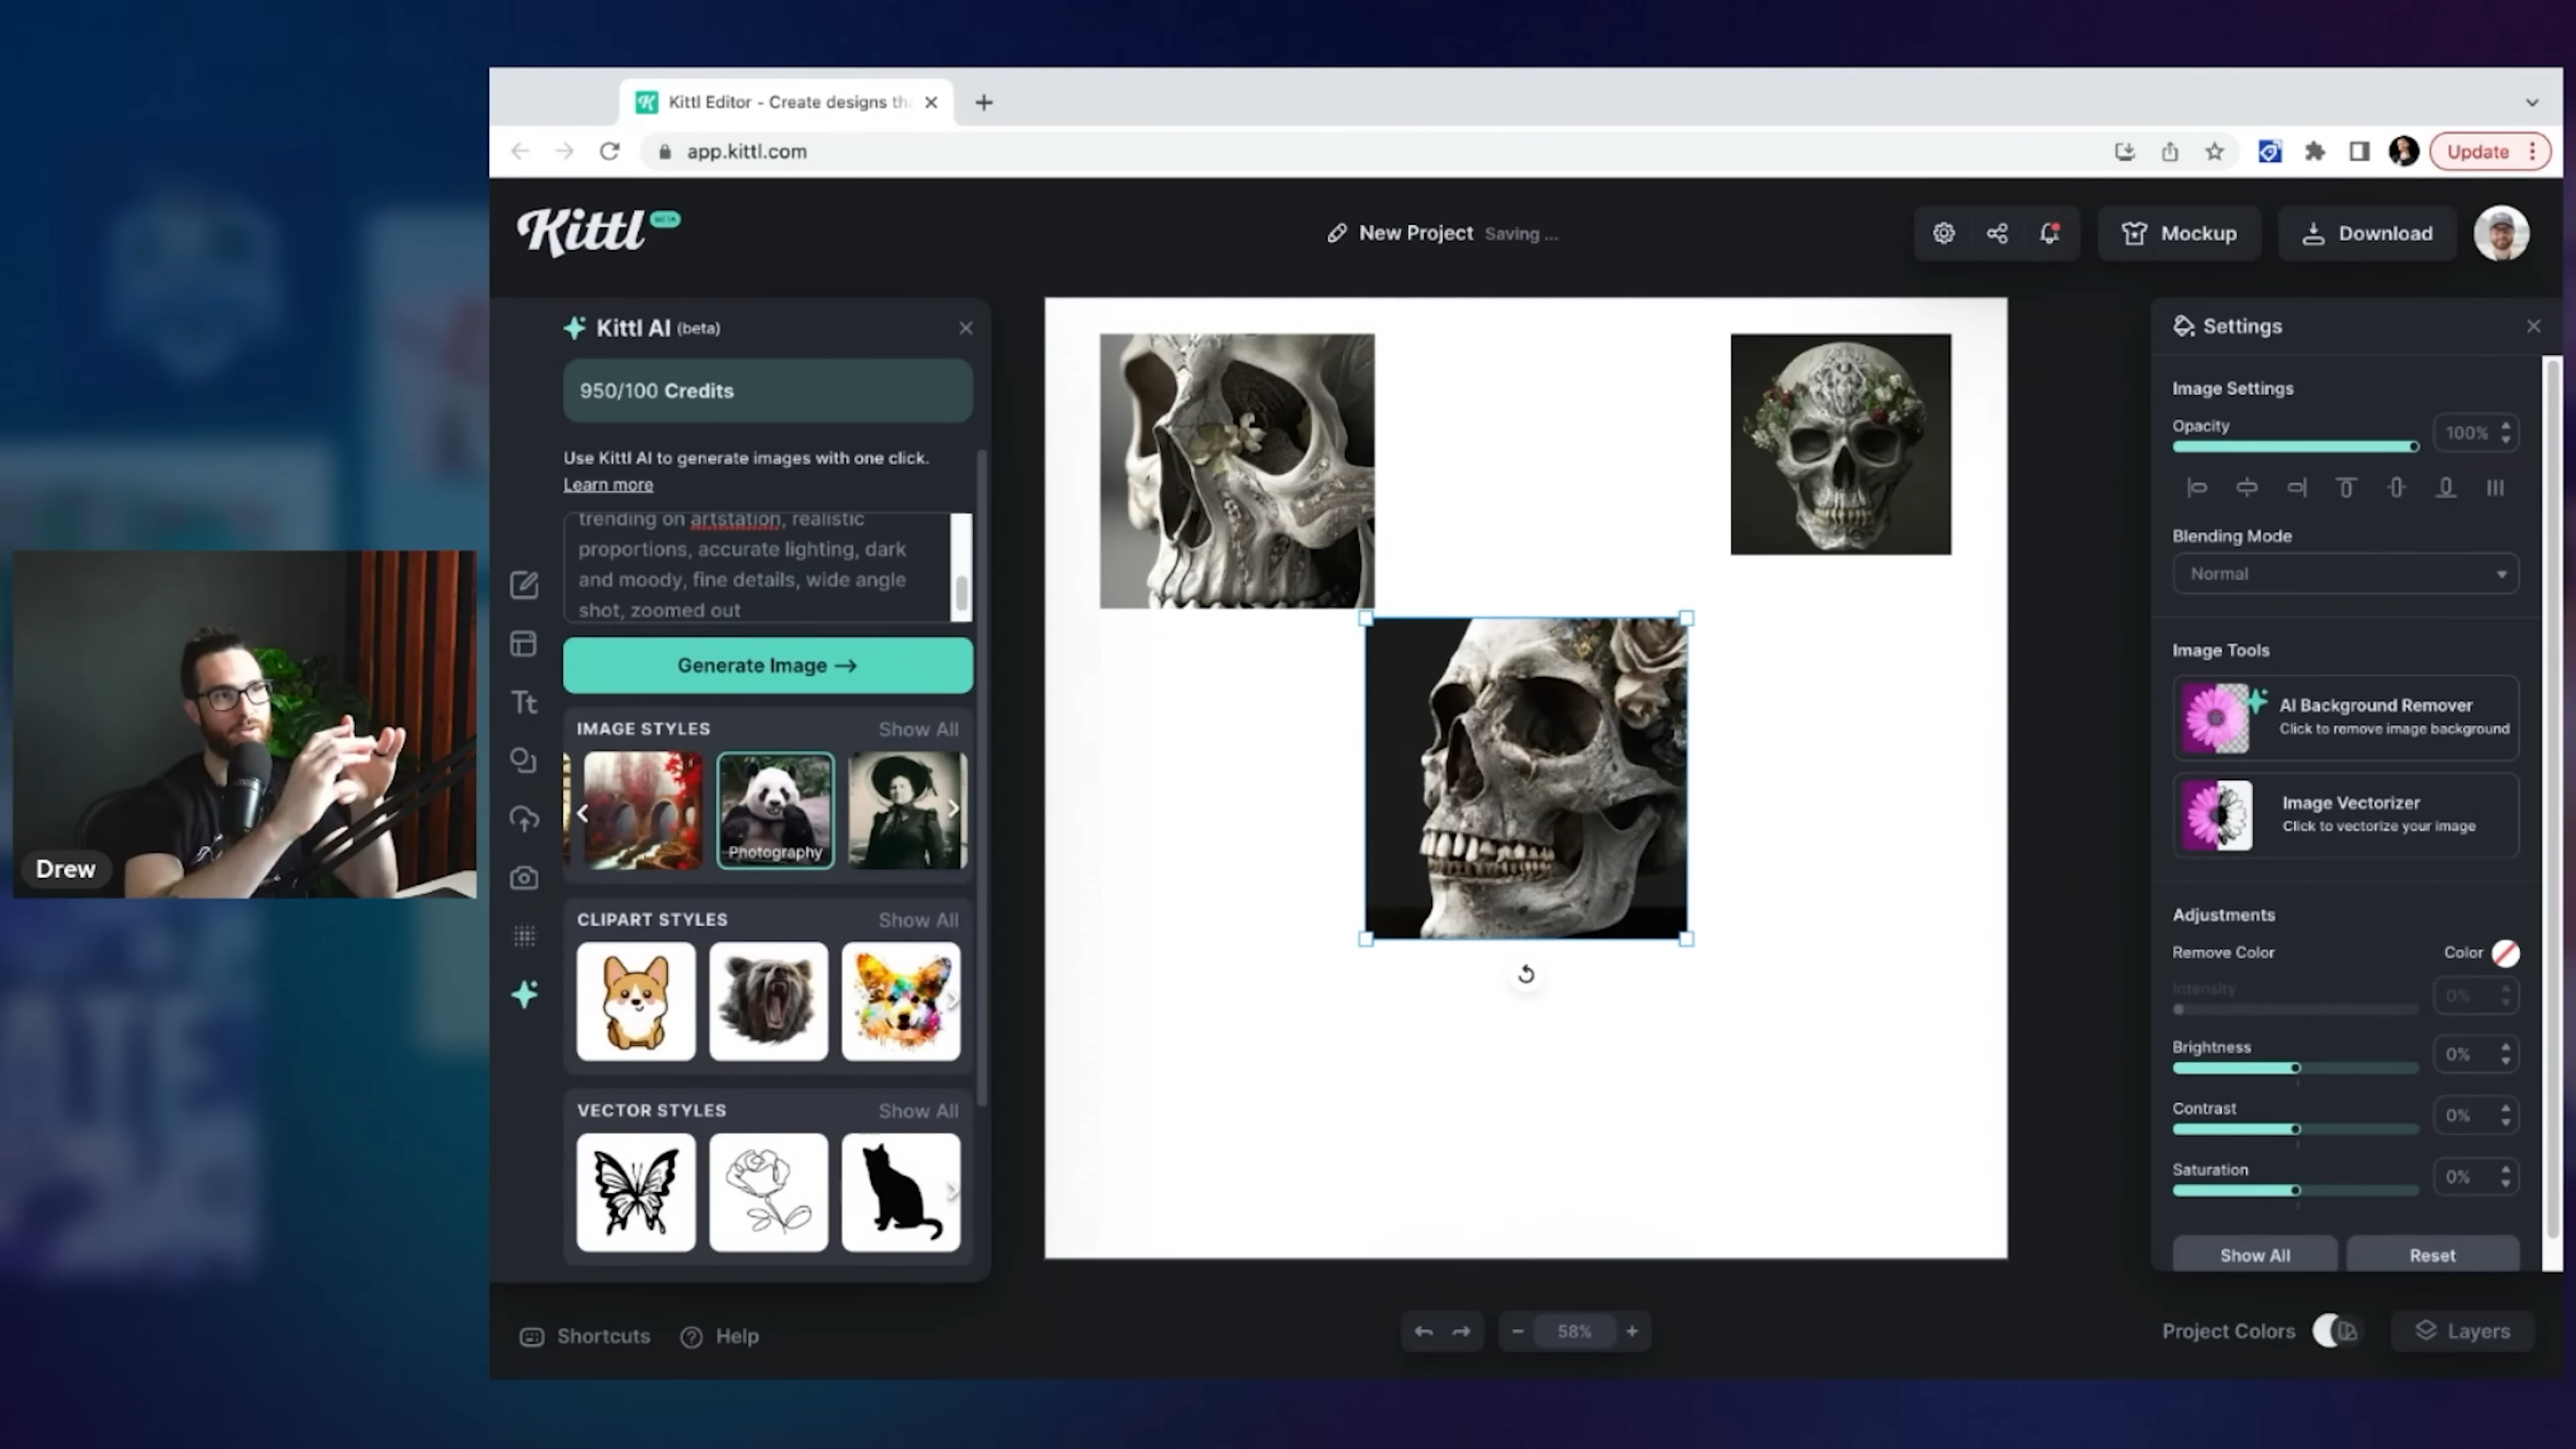 Kittl Editor - Create designs th
app.kittl.com
Update
Kittl BETA
New Project Saving ...
Mockup
Download
Kittl AI (beta)
950/100 Credits
Use Kittl AI to generate images with one click.
Learn more
trending on artstation, realistic
proportions, accurate lighting, dark
and moody, fine details, wide angle
shot, zoomed out
Generate Image →
IMAGE STYLES Show All
Photography
CLIPART STYLES Show All
VECTOR STYLES Show All
Tt
Shortcuts
Help
Drew
58%
Settings
Image Settings
Opacity
100%
Blending Mode
Normal
Image Tools
AI Background Remover
Click to remove image background
Image Vectorizer
Click to vectorize your image
Adjustments
Remove Color Color
Intensity
0%
Brightness
0%
Contrast
0%
Saturation
0%
Show All
Reset
Project Colors
Layers